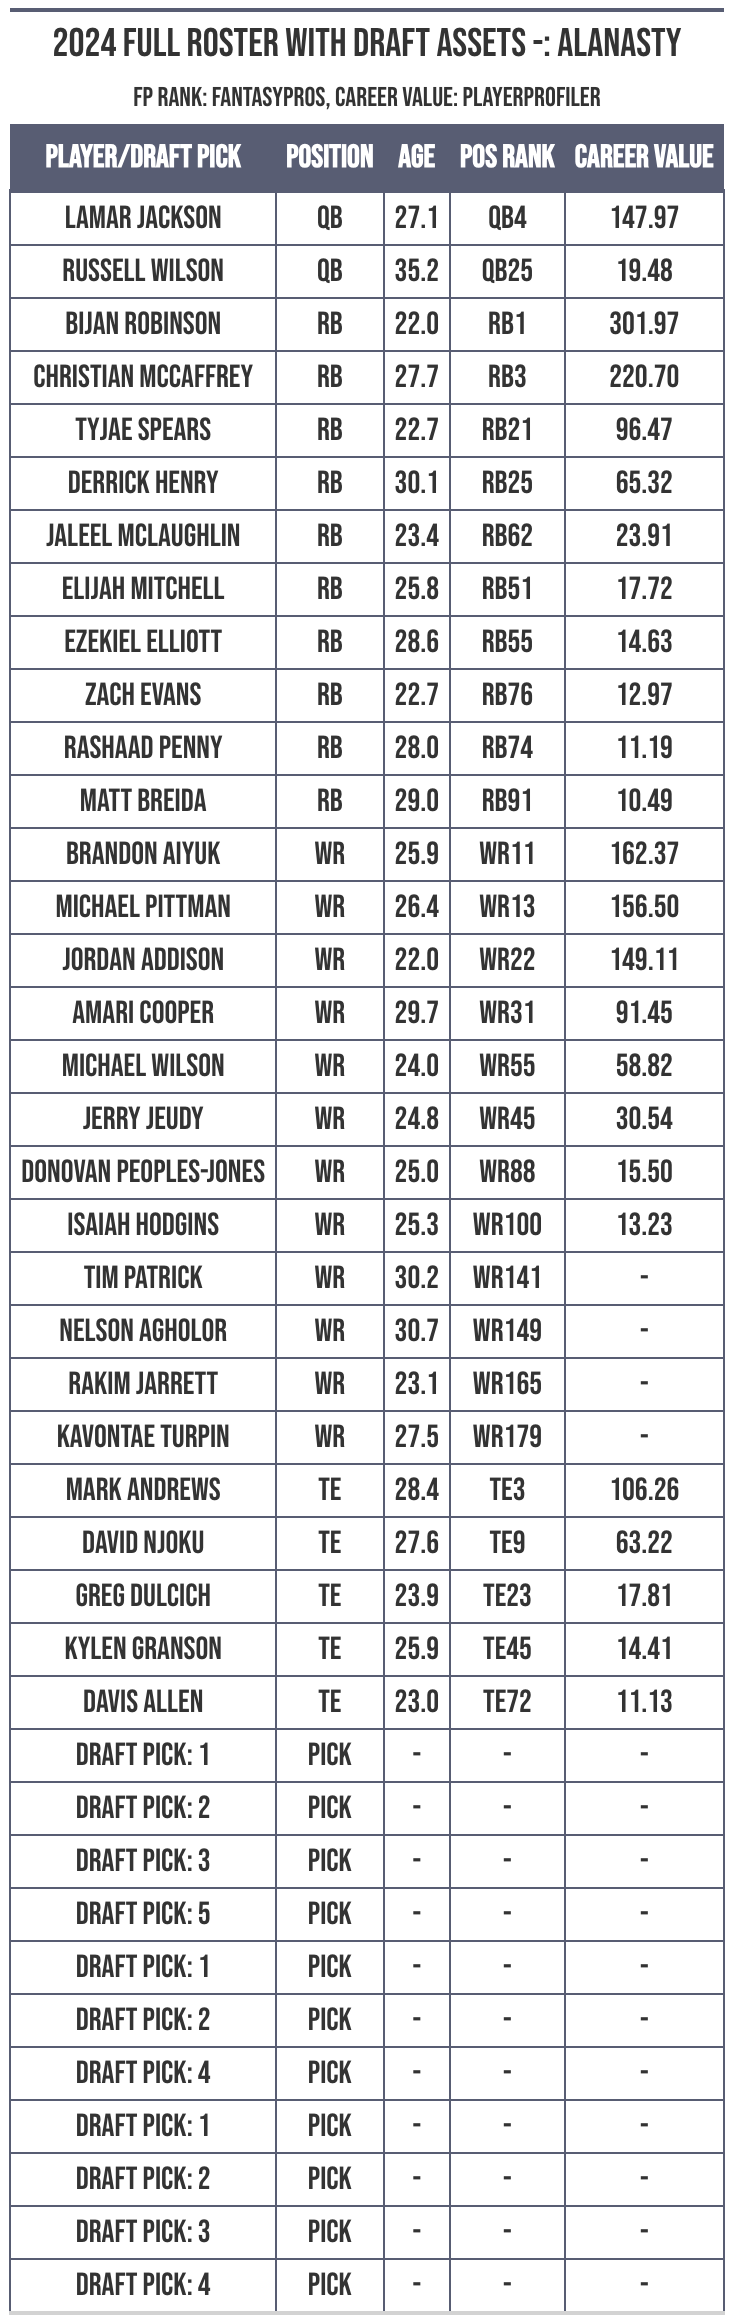 2024 FULL ROSTER WITH DRAFT ASSETS -: ALANASTY
FP RANK: FANTASYPROS, CAREER VALUE: PLAYERPROFILER
PLAYER/DRAFT PICK POSITION AGE POS RANK CAREER VALUE
LAMAR JACKSON QB 27.1 QB4 147.97
RUSSELL WILSON QB 35.2 QB25 19.48
BIJAN ROBINSON RB 22.0 RB1 301.97
CHRISTIAN MCCAFFREY RB 27.7 RB3 220.70
TYJAE SPEARS RB 22.7 RB21 96.47
DERRICK HENRY RB 30.1 RB25 65.32
JALEEL MCLAUGHLIN RB 23.4 RB62 23.91
ELIJAH MITCHELL RB 25.8 RB51 17.72
EZEKIEL ELLIOTT RB 28.6 RB55 14.63
ZACH EVANS RB 22.7 RB76 12.97
RASHAAD PENNY RB 28.0 RB74 11.19
MATT BREIDA RB 29.0 RB91 10.49
BRANDON AIYUK WR 25.9 WR11 162.37
MICHAEL PITTMAN WR 26.4 WR13 156.50
JORDAN ADDISON WR 22.0 WR22 149.11
AMARI COOPER WR 29.7 WR31 91.45
MICHAEL WILSON WR 24.0 WR55 58.82
JERRY JEUDY WR 24.8 WR45 30.54
DONOVAN PEOPLES-JONES WR 25.0 WR88 15.50
ISAIAH HODGINS WR 25.3 WR100 13.23
TIM PATRICK WR 30.2 WR141 -
NELSON AGHOLOR WR 30.7 WR149 -
RAKIM JARRETT WR 23.1 WR165 -
KAVONTAE TURPIN WR 27.5 WR179 -
MARK ANDREWS TE 28.4 TE3 106.26
DAVID NJOKU TE 27.6 TE9 63.22
GREG DULCICH TE 23.9 TE23 17.81
KYLEN GRANSON TE 25.9 TE45 14.41
DAVIS ALLEN TE 23.0 TE72 11.13
DRAFT PICK: 1 PICK - - -
DRAFT PICK: 2 PICK - - -
DRAFT PICK: 3 PICK - - -
DRAFT PICK: 5 PICK - - -
DRAFT PICK: 1 PICK - - -
DRAFT PICK: 2 PICK - - -
DRAFT PICK: 4 PICK - - -
DRAFT PICK: 1 PICK - - -
DRAFT PICK: 2 PICK - - -
DRAFT PICK: 3 PICK - - -
DRAFT PICK: 4 PICK - - -